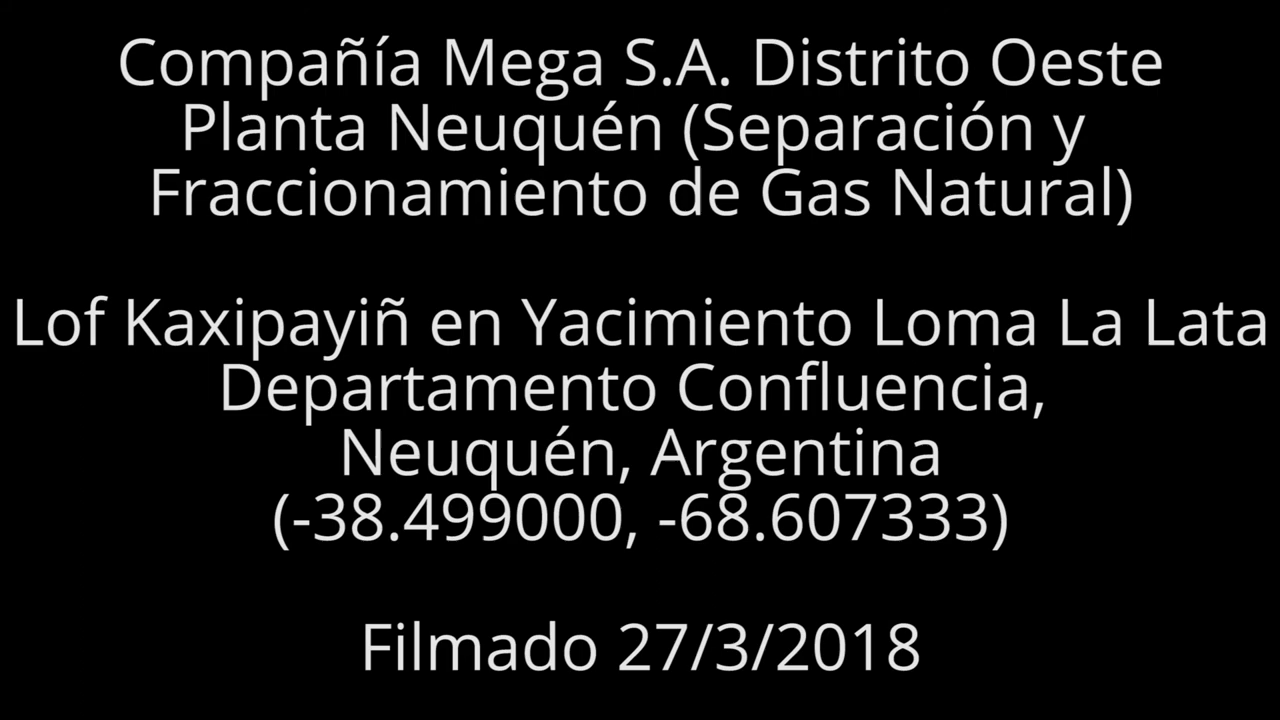 Compañía Mega S.A. Distrito Oeste
Planta Neuquén (Separación y
Fraccionamiento de Gas Natural)
Lof Kaxipayiñ en Yacimiento Loma La Lata
Departamento Confluencia,
Neuquén, Argentina
(-38.499000, -68.607333)
Filmado 27/3/2018